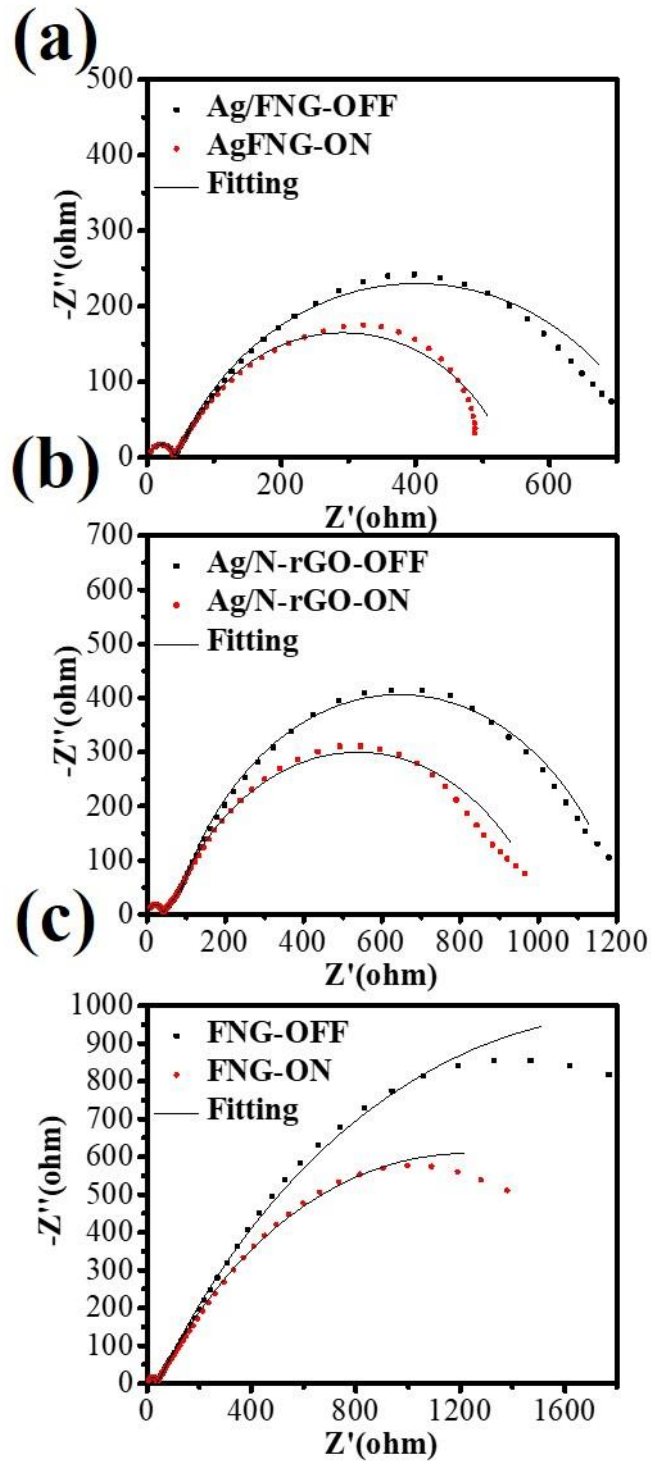 (a)
500
400
300
200
100
0
-Z''(ohm)
Ag/FNG-OFF
AgFNG-ON
Fitting
0 200 400 600
Z'(ohm)
(b)
700
600
500
400
300
200
100
0
-Z''(ohm)
Ag/N-rGO-OFF
Ag/N-rGO-ON
Fitting
0 200 400 600 800 1000 1200
Z'(ohm)
(c)
1000
900
800
700
600
500
400
300
200
100
0
-Z''(ohm)
FNG-OFF
FNG-ON
Fitting
0 400 800 1200 1600
Z'(ohm)